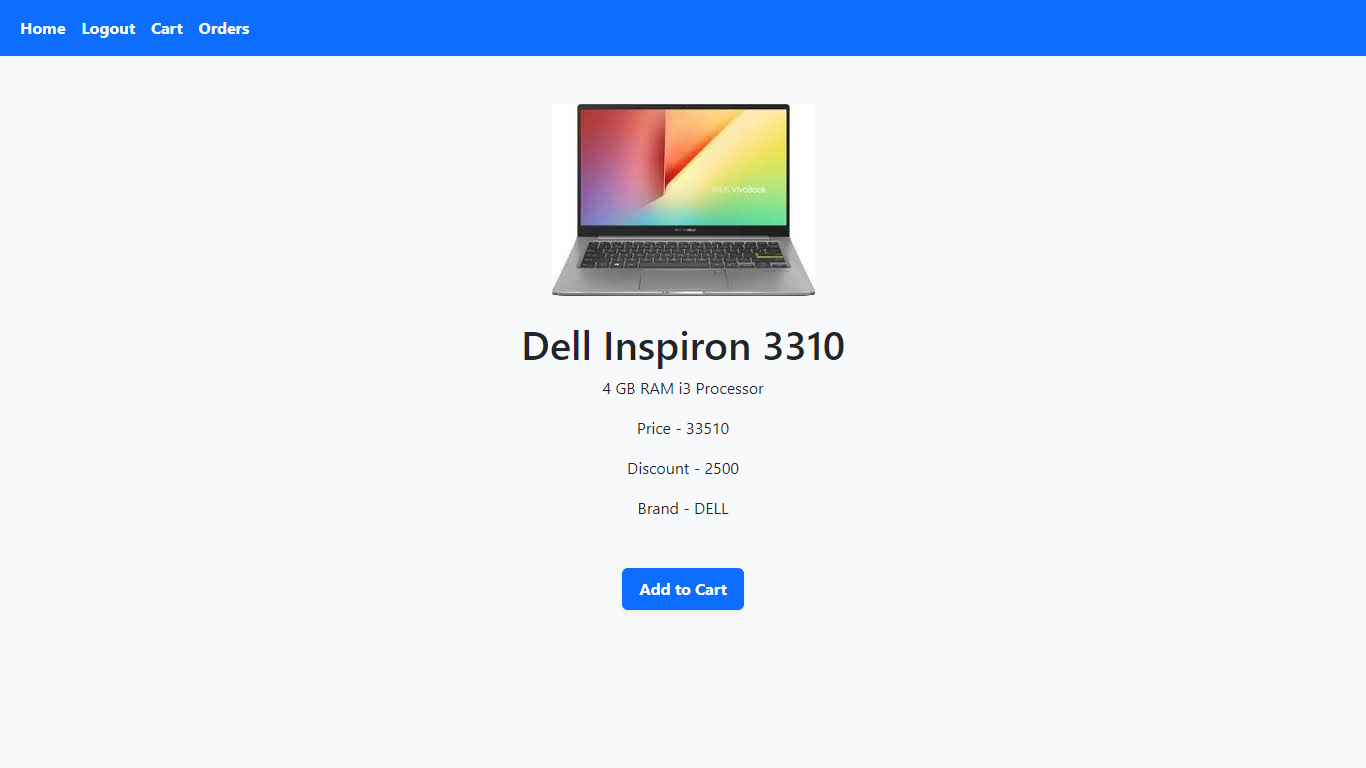 Home Logout Cart Orders
ASUS VivoBook
Dell Inspiron 3310
4 GB RAM i3 Processor
Price - 33510
Discount - 2500
Brand - DELL
Add to Cart